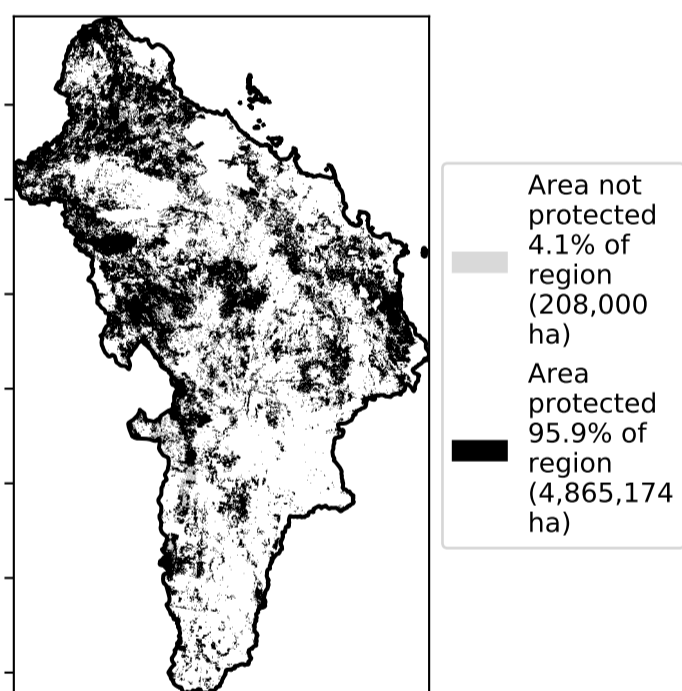 Area not
protected
4.1% of
region
(208,000
ha)
Area
protected
95.9% of
region
(4,865,174
ha)